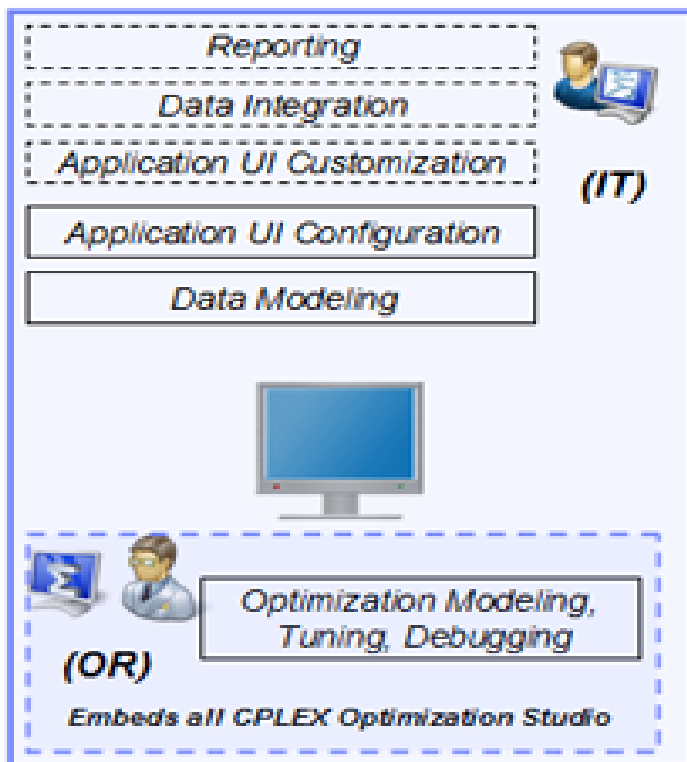 Reporting
Data Integration
Application UI Customization
(IT)
Application UI Configuration
Data Modeling
Optimization Modeling,
Tuning, Debugging
(OR)
Embeds all CPLEX Optimization Studio